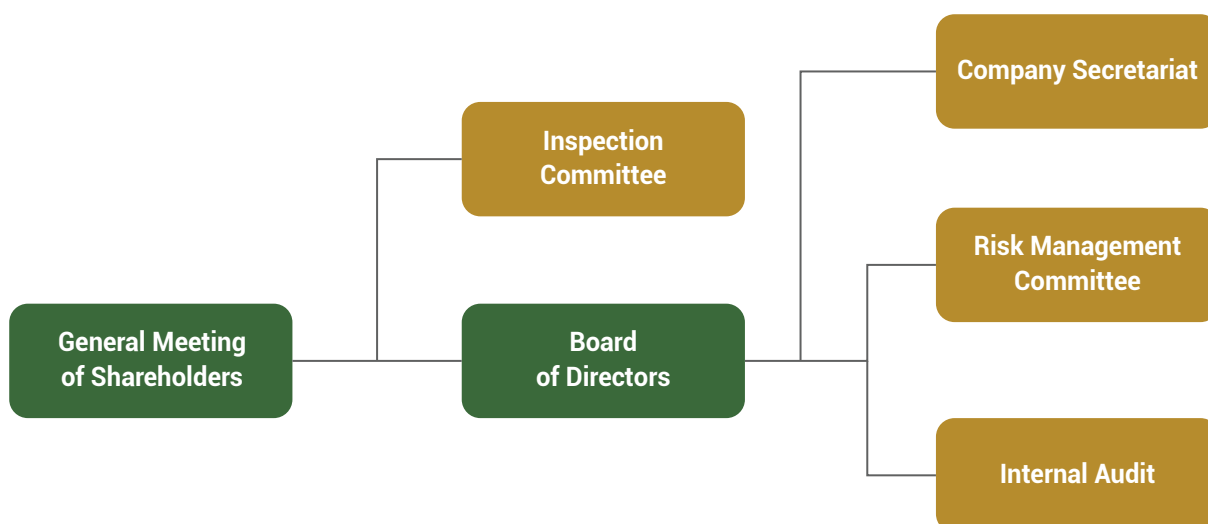 General Meeting
of Shareholders
Inspection
Committee
Board
of Directors
Company Secretariat
Risk Management
Committee
Internal Audit